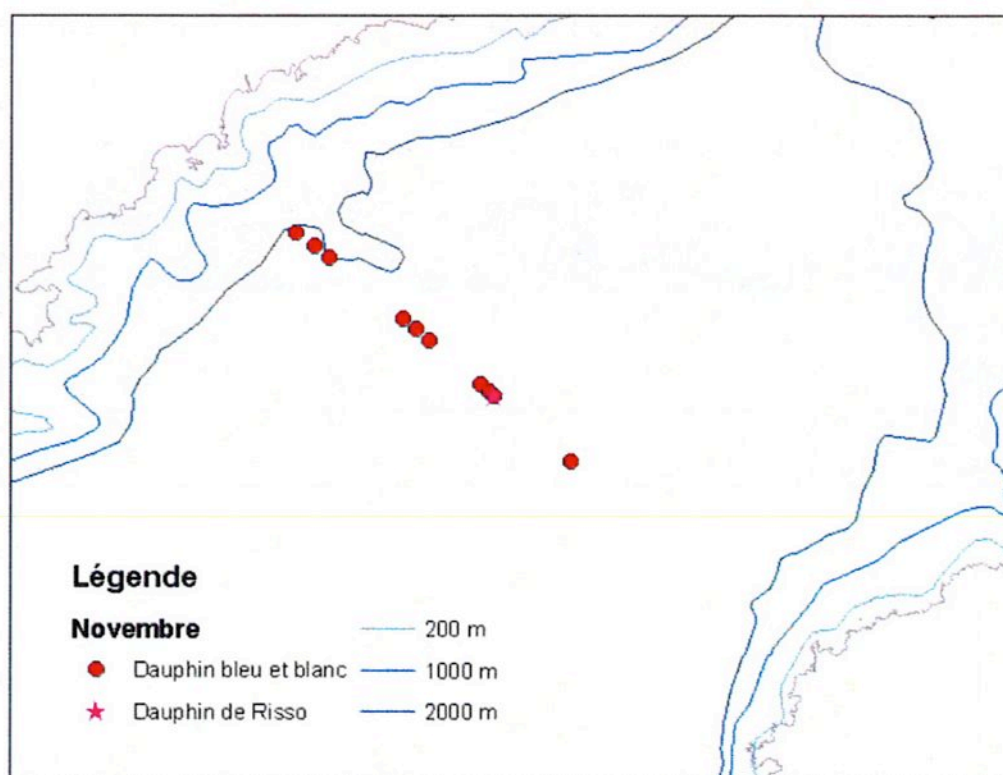 Légende
Novembre
Dauphin bleu et blanc
Dauphin de Risso
200 m
1000 m
2000 m